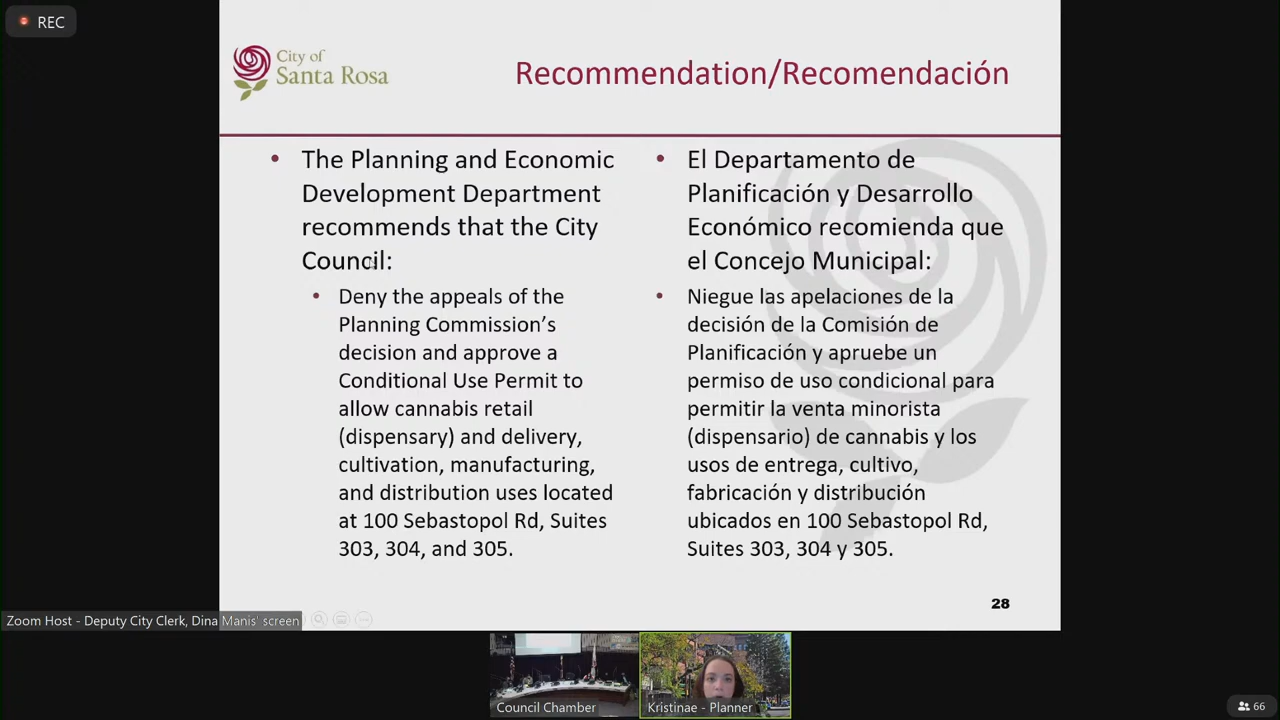 REC
City of
Santa Rosa
Recommendation/Recomendación
• The Planning and Economic
Development Department
recommends that the City
Council:
• Deny the appeals of the
Planning Commission’s
decision and approve a
Conditional Use Permit to
allow cannabis retail
(dispensary) and delivery,
cultivation, manufacturing,
and distribution uses located
at 100 Sebastopol Rd, Suites
303, 304, and 305.
• El Departamento de
Planificación y Desarrollo
Económico recomienda que
el Concejo Municipal:
• Niegue las apelaciones de la
decisión de la Comisión de
Planificación y apruebe un
permiso de uso condicional para
permitir la venta minorista
(dispensario) de cannabis y los
usos de entrega, cultivo,
fabricación y distribución
ubicados en 100 Sebastopol Rd,
Suites 303, 304 y 305.
28
Zoom Host - Deputy City Clerk, Dina Manis' screen
Council Chamber
Kristinae - Planner
66